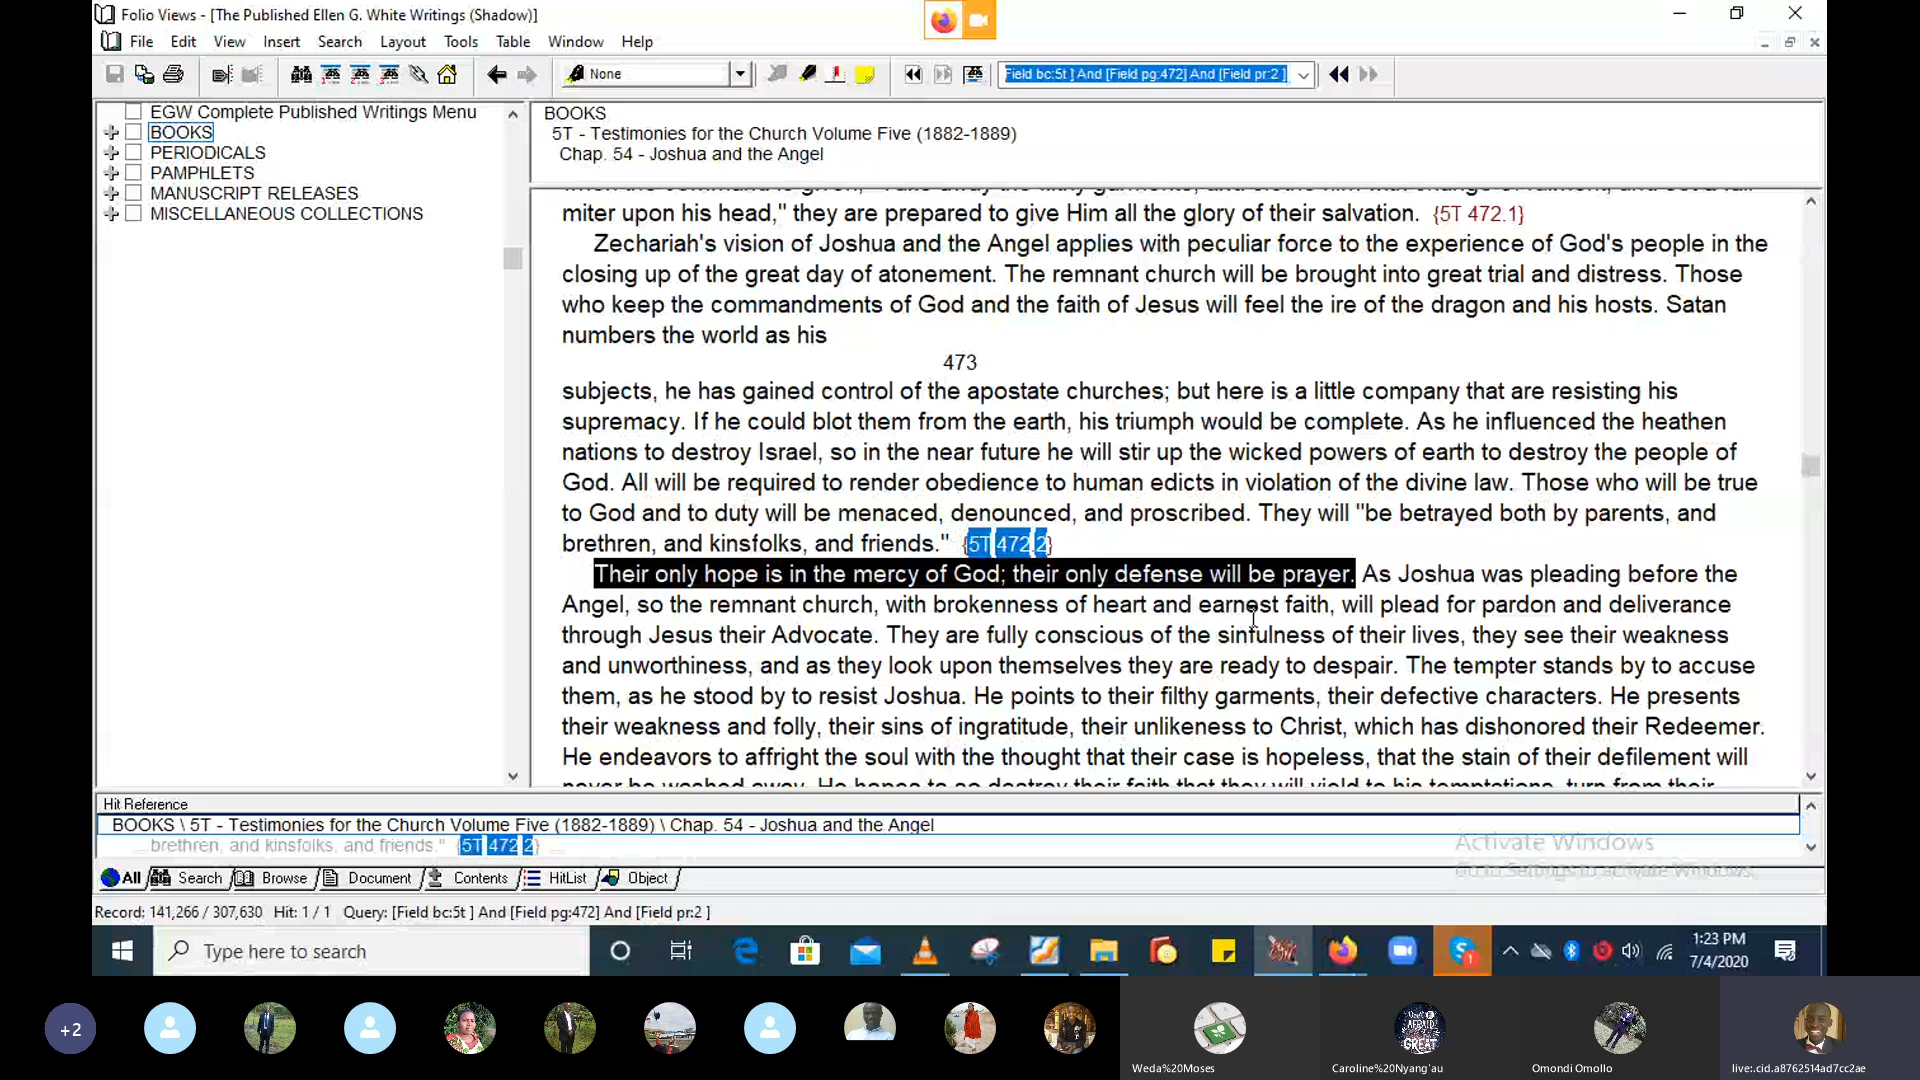 Folio Views - [The Published Ellen G. White Writings (Shadow)]
File Edit View Insert Search Layout Tools Table Window Help
None
Field bc:5t ] And [Field pg:472] And [Field pr:2 ]
EGW Complete Published Writings Menu
BOOKS
PERIODICALS
PAMPHLETS
MANUSCRIPT RELEASES
MISCELLANEOUS COLLECTIONS
BOOKS
5T - Testimonies for the Church Volume Five (1882-1889)
Chap. 54 - Joshua and the Angel
miter upon his head," they are prepared to give Him all the glory of their salvation. {5T 472.1}
Zechariah's vision of Joshua and the Angel applies with peculiar force to the experience of God's people in the
closing up of the great day of atonement. The remnant church will be brought into great trial and distress. Those
who keep the commandments of God and the faith of Jesus will feel the ire of the dragon and his hosts. Satan
numbers the world as his
473
subjects, he has gained control of the apostate churches; but here is a little company that are resisting his
supremacy. If he could blot them from the earth, his triumph would be complete. As he influenced the heathen
nations to destroy Israel, so in the near future he will stir up the wicked powers of earth to destroy the people of
God. All will be required to render obedience to human edicts in violation of the divine law. Those who will be true
to God and to duty will be menaced, denounced, and proscribed. They will "be betrayed both by parents, and
brethren, and kinsfolks, and friends." {5T 472.2}
Their only hope is in the mercy of God; their only defense will be prayer. As Joshua was pleading before the
Angel, so the remnant church, with brokenness of heart and earnest faith, will plead for pardon and deliverance
through Jesus their Advocate. They are fully conscious of the sinfulness of their lives, they see their weakness
and unworthiness, and as they look upon themselves they are ready to despair. The tempter stands by to accuse
them, as he stood by to resist Joshua. He points to their filthy garments, their defective characters. He presents
their weakness and folly, their sins of ingratitude, their unlikeness to Christ, which has dishonored their Redeemer.
He endeavors to affright the soul with the thought that their case is hopeless, that the stain of their defilement will
Hit Reference
BOOKS \ 5T - Testimonies for the Church Volume Five (1882-1889) \ Chap. 54 - Joshua and the Angel
brethren, and kinsfolks, and friends." {5T 472.2}
Activate Windows
Go to Settings to activate Windows.
All Search Browse Document Contents HitList Object
Record: 141,266 / 307,630 Hit: 1 / 1 Query: [Field bc:5t ] And [Field pg:472] And [Field pr:2 ]
Type here to search
1:23 PM
7/4/2020
+2
Weda%20Moses
Caroline%20Nyang'au
Omondi Omollo
live:.cid.a8762514ad7cc2ae